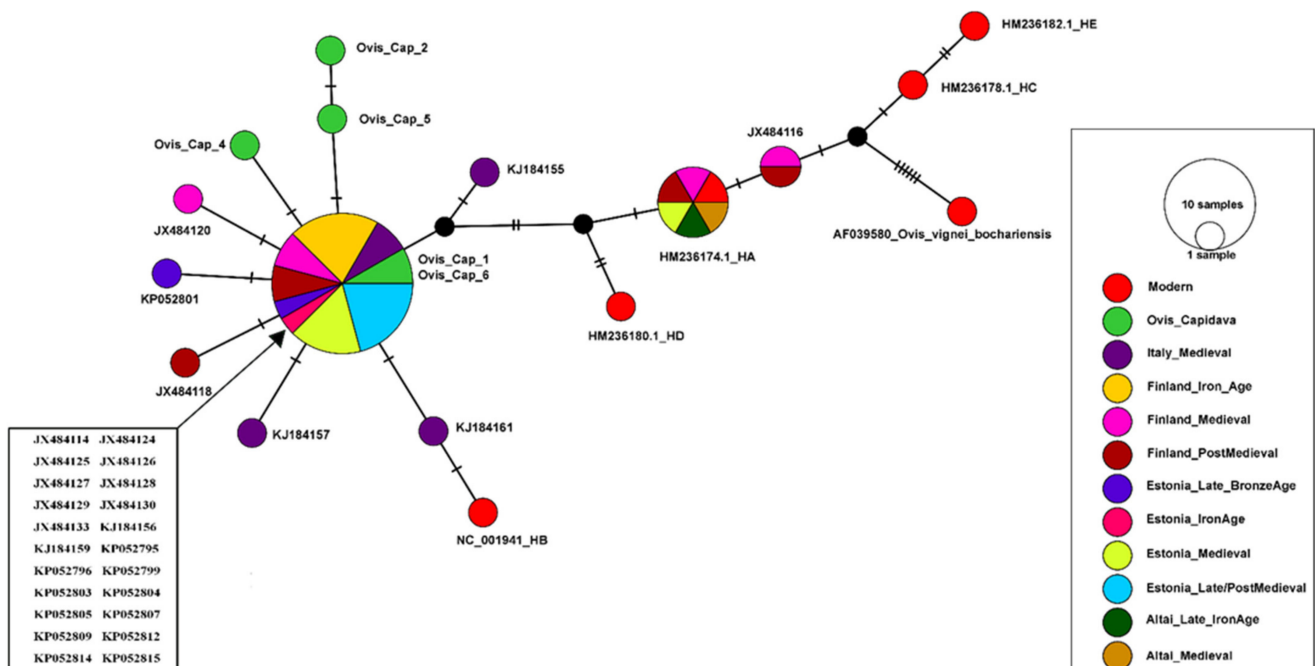 HM236182.1_HE
Ovis_Cap_2
HM236178.1_HC
Ovis_Cap_5
JX484116
Ovis_Cap_4
KJ184155
JX484120
AF039580_Ovis_vignei_bochariensis
HM236174.1_HA
Ovis_Cap_1
Ovis_Cap_6
KP052801
HM236180.1_HD
JX484118
KJ184157
KJ184161
NC_001941_HB
JX484114 JX484124
JX484125 JX484126
JX484127 JX484128
JX484129 JX484130
JX484133 KJ184156
KJ184159 KP052795
KP052796 KP052799
KP052803 KP052804
KP052805 KP052807
KP052809 KP052812
KP052814 KP052815
10 samples
1 sample
Modern
Ovis_Capidava
Italy_Medieval
Finland_Iron_Age
Finland_Medieval
Finland_PostMedieval
Estonia_Late_BronzeAge
Estonia_IronAge
Estonia_Medieval
Estonia_Late/PostMedieval
Altai_Late_IronAge
Altai_Medieval